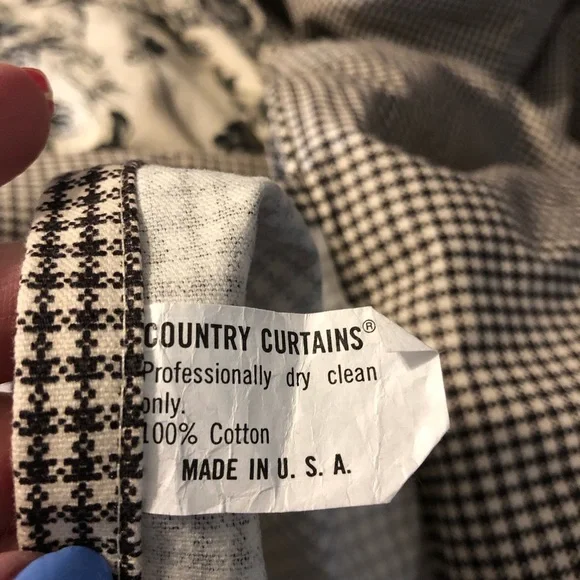 COUNTRY CURTAINS®
Professionally dry clean
only.
100% Cotton
MADE IN U. S. A.